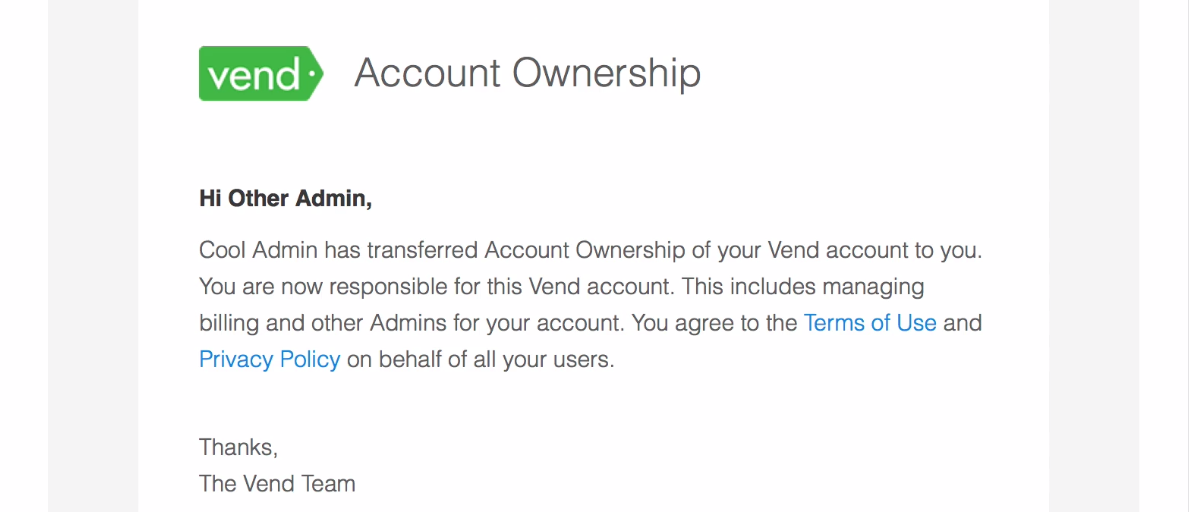 vend Account Ownership
Hi Other Admin,
Cool Admin has transferred Account Ownership of your Vend account to you.
You are now responsible for this Vend account. This includes managing
billing and other Admins for your account. You agree to the Terms of Use and
Privacy Policy on behalf of all your users.
Thanks,
The Vend Team